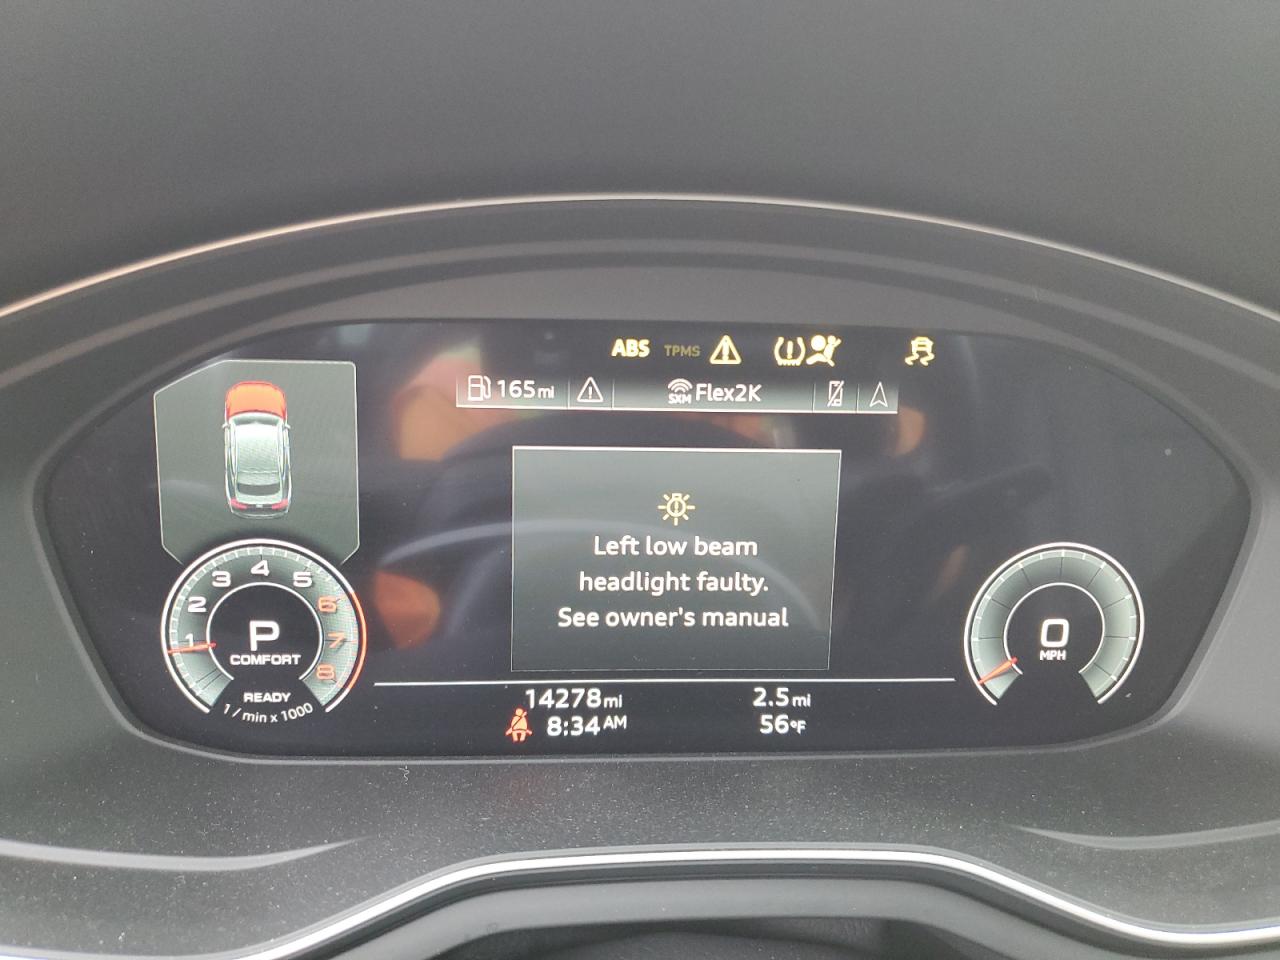 ABS TPMS
165mi SXM Flex2K
Left low beam
headlight faulty.
See owner's manual
1 2 3 4 5 6 7 8
P
COMFORT
READY
1 / min x 1000
0
MPH
14278mi 2.5mi
8:34AM 56°F